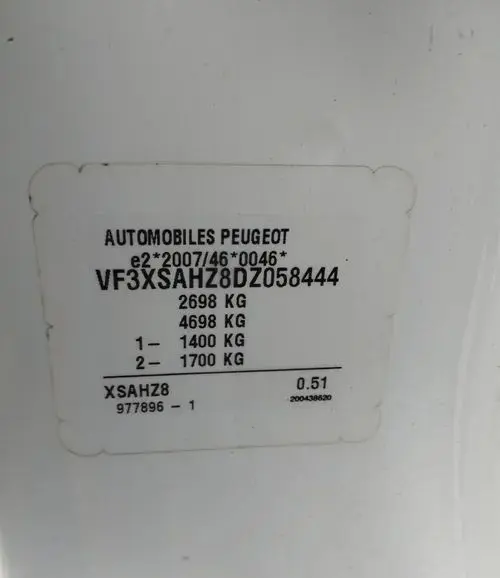 AUTOMOBILES PEUGEOT
e2*2007/46*0046*
VF3XSAHZ8DZ058444
2698 KG
4698 KG
1- 1400 KG
2- 1700 KG
XSAHZ8 0.51
977896-1 200438620